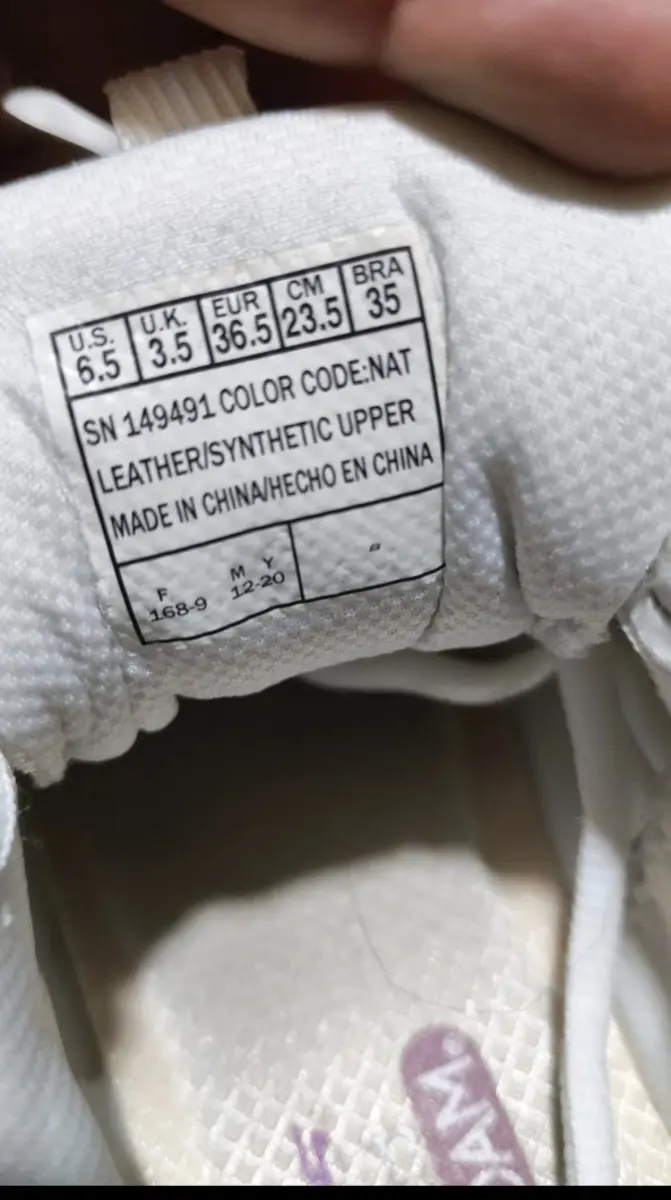 U.S. U.K. EUR CM BRA
6.5 3.5 36.5 23.5 35
SN 149491 COLOR CODE:NAT
LEATHER/SYNTHETIC UPPER
MADE IN CHINA/HECHO EN CHINA
F M Y
168-9 12-20